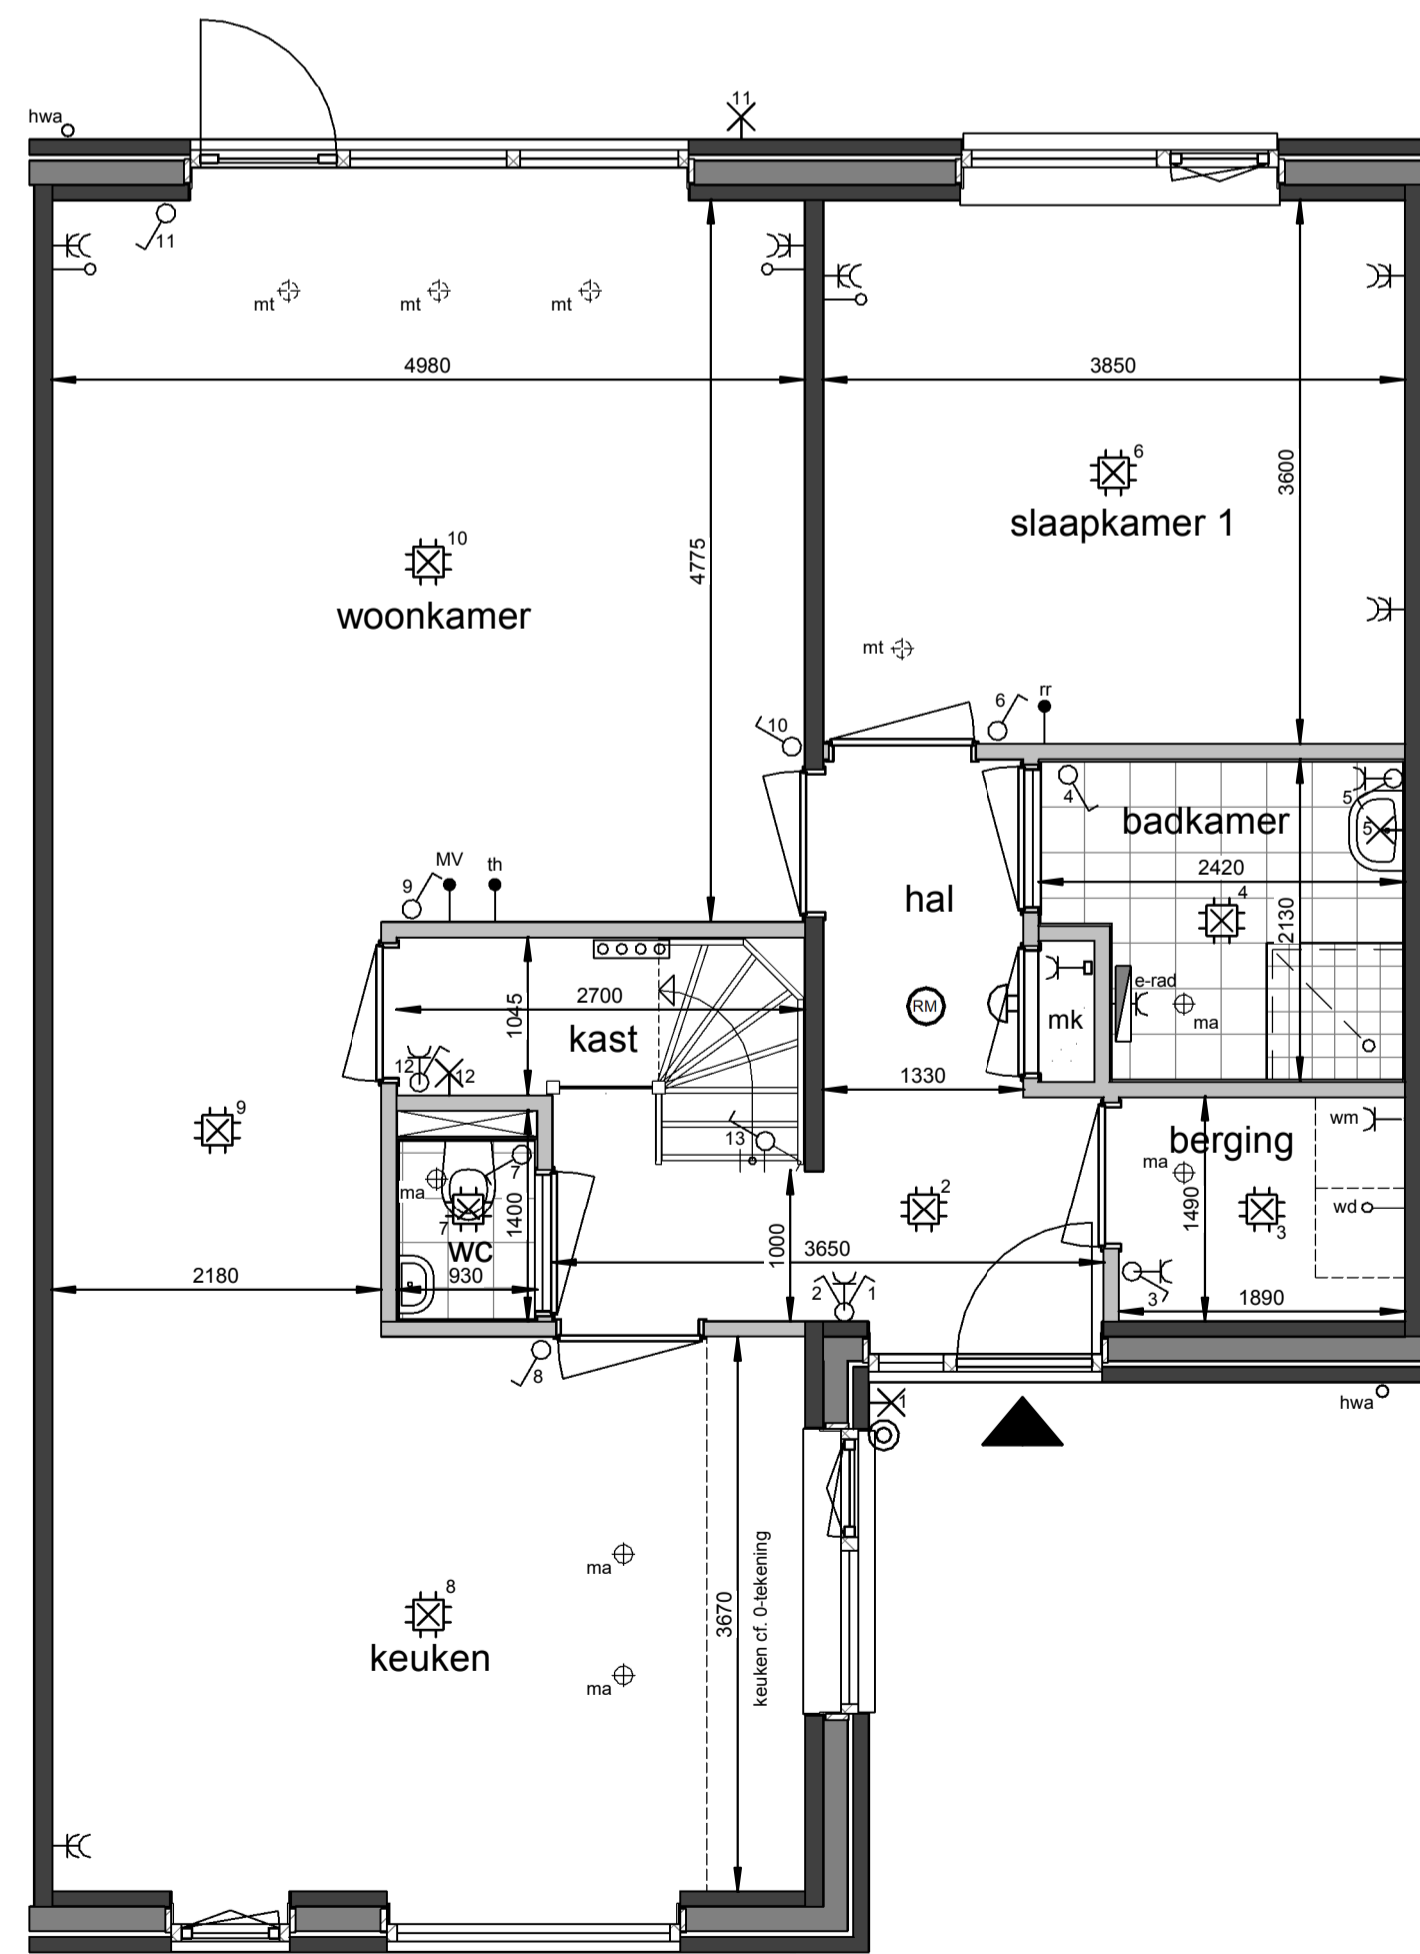 11
hwa
11
mt mt mt
4980
3850
6
slaapkamer 1
3600
10
woonkamer
4775
mt
6
rr
10
4
badkamer
5
5
2420
4
2130
MV
th
9
hal
2700
1045
kast
RM
mk
e-rad
ma
12
12
1330
9
13
berging
wm
ma
wd
1490
3
ma
7
7
1400
wc
930
2
1000
3650
2180
2
1
3
1890
8
1
hwa
ma
8
keuken
3670
keuken cf. 0-tekening
ma